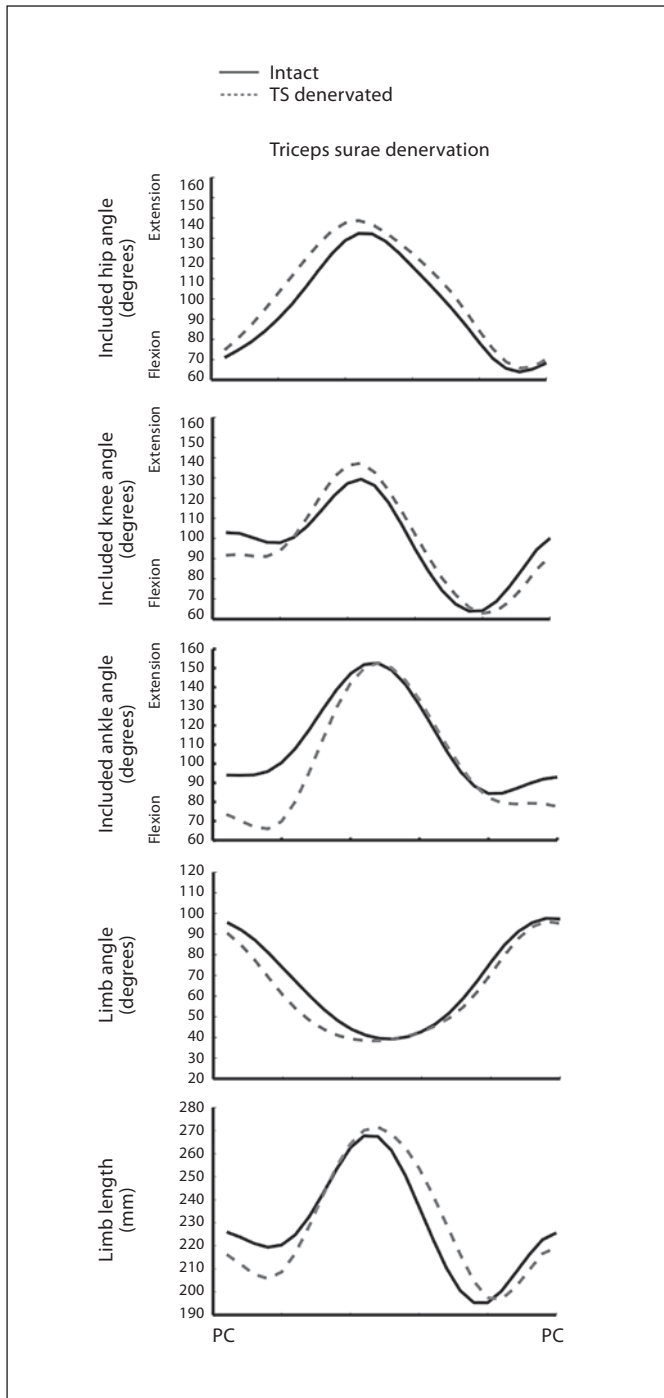 Intact
TS denervated
Triceps surae denervation
Included hip angle
(degrees)
Flexion
Extension
160
150
140
130
120
110
100
90
80
70
60
Included knee angle
(degrees)
Flexion
Extension
160
150
140
130
120
110
100
90
80
70
60
Included ankle angle
(degrees)
Flexion
Extension
160
150
140
130
120
110
100
90
80
70
60
Limb angle
(degrees)
120
110
100
90
80
70
60
50
40
30
20
Limb length
(mm)
280
270
260
250
240
230
220
210
200
190
PC
PC